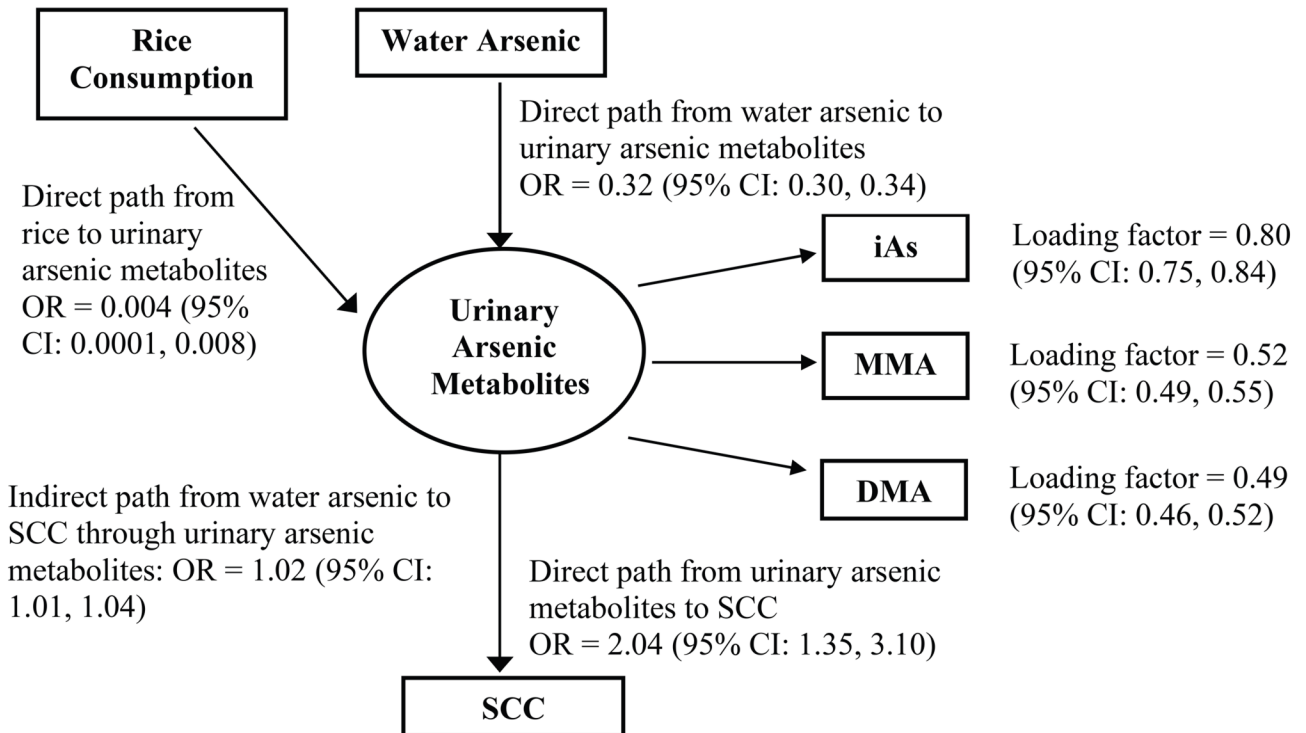 Rice
Consumption
Water Arsenic
Direct path from water arsenic to
urinary arsenic metabolites
OR = 0.32 (95% CI: 0.30, 0.34)
Direct path from
rice to urinary
arsenic metabolites
OR = 0.004 (95%
CI: 0.0001, 0.008)
Urinary
Arsenic
Metabolites
iAs
Loading factor = 0.80
(95% CI: 0.75, 0.84)
MMA
Loading factor = 0.52
(95% CI: 0.49, 0.55)
DMA
Loading factor = 0.49
(95% CI: 0.46, 0.52)
Indirect path from water arsenic to
SCC through urinary arsenic
metabolites: OR = 1.02 (95% CI:
1.01, 1.04)
Direct path from urinary arsenic
metabolites to SCC
OR = 2.04 (95% CI: 1.35, 3.10)
SCC